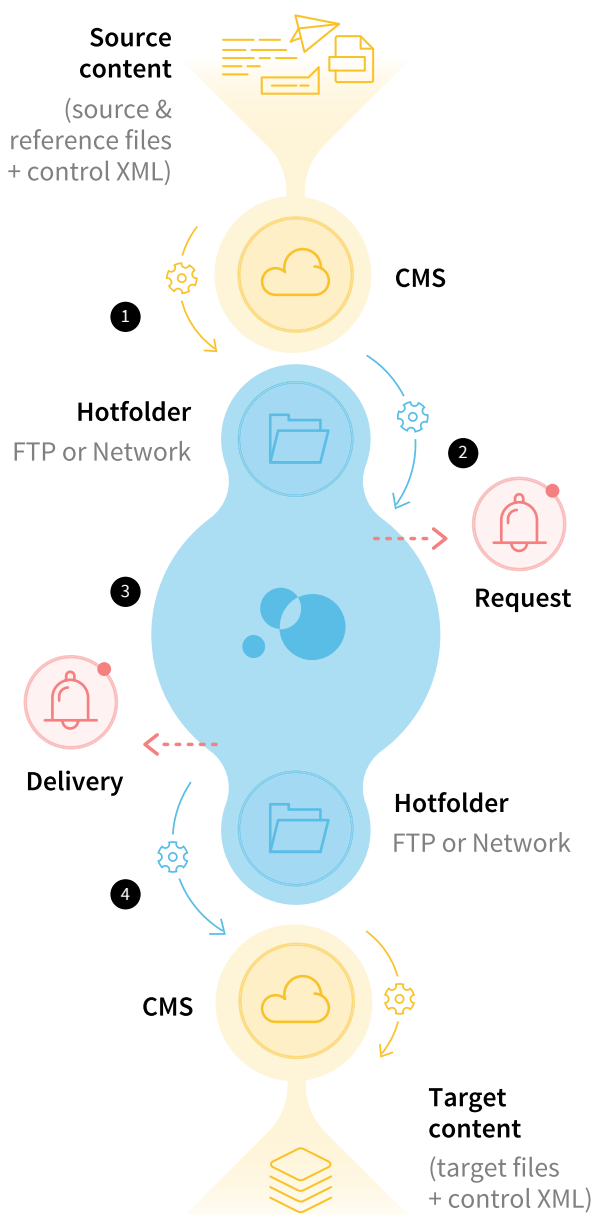 Source
content
(source &
reference files
+ control XML)
CMS
1
Hotfolder
FTP or Network
2
Request
3
Delivery
Hotfolder
FTP or Network
4
CMS
Target
content
(target files
+ control XML)